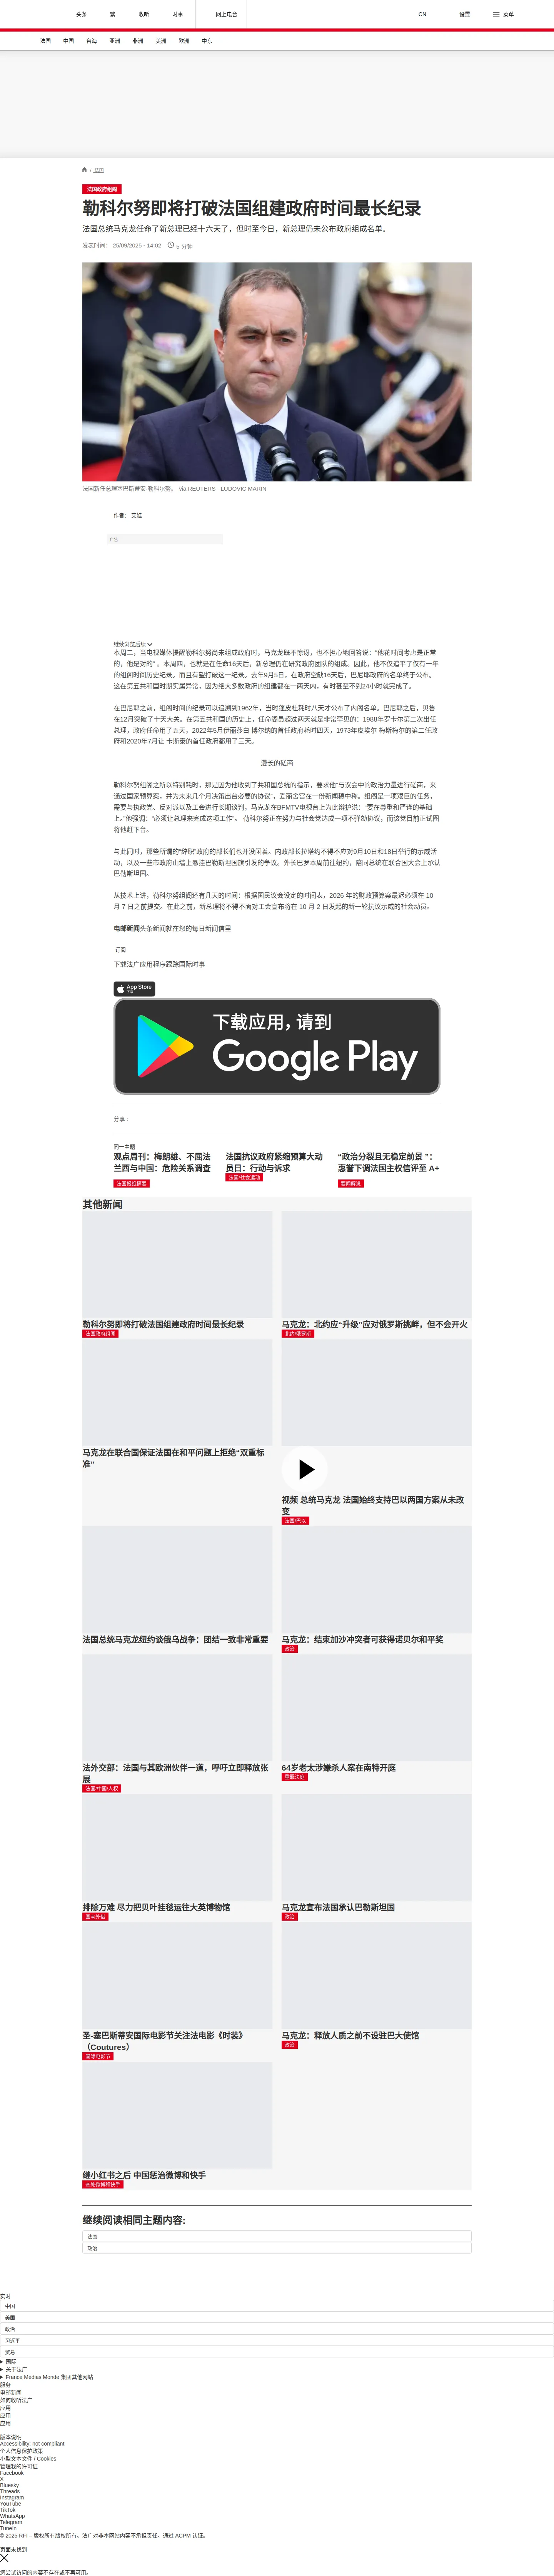 头条
繁
收听
时事
网上电台
CN
设置
菜单
法国
中国
台海
亚洲
非洲
美洲
欧洲
中东
/ 法国
法国政府组阁
勒科尔努即将打破法国组建政府时间最长纪录
法国总统马克龙任命了新总理已经十六天了，但时至今日，新总理仍未公布政府组成名单。
发表时间： 25/09/2025 - 14:02
5 分钟
法国新任总理塞巴斯蒂安·勒科尔努。 via REUTERS - LUDOVIC MARIN
作者： 艾娃
广告
继续浏览后续
本周二，当电视媒体提醒勒科尔努尚未组成政府时，马克龙既不惊讶，也不担心地回答说：“他花时间考虑是正常
的，他是对的” 。本周四，也就是在任命16天后，新总理仍在研究政府团队的组成。因此，他不仅追平了仅有一年
的组阁时间历史纪录。而且有望打破这一纪录。去年9月5日，在政府空缺16天后，巴尼耶政府的名单终于公布。
这在第五共和国时期实属异常，因为绝大多数政府的组建都在一两天内，有时甚至不到24小时就完成了。
在巴尼耶之前，组阁时间的纪录可以追溯到1962年，当时蓬皮杜耗时八天才公布了内阁名单。巴尼耶之后，贝鲁
在12月突破了十天大关。在第五共和国的历史上，任命阁员超过两天就是非常罕见的：1988年罗卡尔第二次出任
总理，政府任命用了五天，2022年5月伊丽莎白 博尔纳的首任政府耗时四天，1973年皮埃尔 梅斯梅尔的第二任政
府和2020年7月让 卡斯泰的首任政府都用了三天。
漫长的磋商
勒科尔努组阁之所以特别耗时，那是因为他收到了共和国总统的指示，要求他“与议会中的政治力量进行磋商，来
通过国家预算案，并为未来几个月决策出台必要的协议”，爱丽舍宫在一份新闻稿中称。组阁是一项艰巨的任务，
需要与执政党、反对派以及工会进行长期谈判，马克龙在BFMTV电视台上为此辩护说：“要在尊重和严谨的基础
上。”他强调：“必须让总理来完成这项工作”。 勒科尔努正在努力与社会党达成一项不弹劾协议，而该党目前正试图
将他赶下台。
与此同时，那些所谓的“辞职”政府的部长们也并没闲着。内政部长拉塔约不得不应对9月10日和18日举行的示威活
动，以及一些市政府山墙上悬挂巴勒斯坦国旗引发的争议。外长巴罗本周前往纽约，陪同总统在联合国大会上承认
巴勒斯坦国。
从技术上讲，勒科尔努组阁还有几天的时间：根据国民议会设定的时间表，2026 年的财政预算案最迟必须在 10
月 7 日之前提交。在此之前，新总理将不得不面对工会宣布将在 10 月 2 日发起的新一轮抗议示威的社会动员。
电邮新闻头条新闻就在您的每日新闻信里
订阅
下载法广应用程序跟踪国际时事
App Store
下载
下载应用，请到
Google Play
分享 :
同一主题
观点周刊：梅朗雄、不屈法
兰西与中国：危险关系调查
法国报纸摘要
法国抗议政府紧缩预算大动
员日：行动与诉求
法国/社会运动
“政治分裂且无稳定前景 ”：
惠誉下调法国主权信评至 A+
要闻解说
其他新闻
勒科尔努即将打破法国组建政府时间最长纪录
法国政府组阁
马克龙：北约应“升级”应对俄罗斯挑衅，但不会开火
北约/俄罗斯
马克龙在联合国保证法国在和平问题上拒绝“双重标
准”
视频 总统马克龙 法国始终支持巴以两国方案从未改
变
法国/巴以
法国总统马克龙纽约谈俄乌战争：团结一致非常重要
马克龙：结束加沙冲突者可获得诺贝尔和平奖
政治
法外交部：法国与其欧洲伙伴一道，呼吁立即释放张
展
法国/中国/人权
64岁老太涉嫌杀人案在南特开庭
鲁蒙法庭
排除万难 尽力把贝叶挂毯运往大英博物馆
国宝外借
马克龙宣布法国承认巴勒斯坦国
政治
圣-塞巴斯蒂安国际电影节关注法电影《时装》
（Coutures）
国际电影节
马克龙：释放人质之前不设驻巴大使馆
政治
继小红书之后 中国惩治微博和快手
查处微博和快手
继续阅读相同主题内容:
法国
政治
实时
中国
美国
政治
习近平
贸易
国际
关于法广
France Médias Monde 集团其他网站
服务
电邮新闻
如何收听法广
应用
应用
应用
版本说明
Accessibility: not compliant
个人信息保护政策
小型文本文件 / Cookies
管理我的许可证
Facebook
X
Bluesky
Threads
Instagram
YouTube
TikTok
WhatsApp
Telegram
TuneIn
© 2025 RFI – 版权所有版权所有。法广对非本网站内容不承担责任。通过 ACPM 认证。
页面未找到
您尝试访问的内容不存在或不再可用。